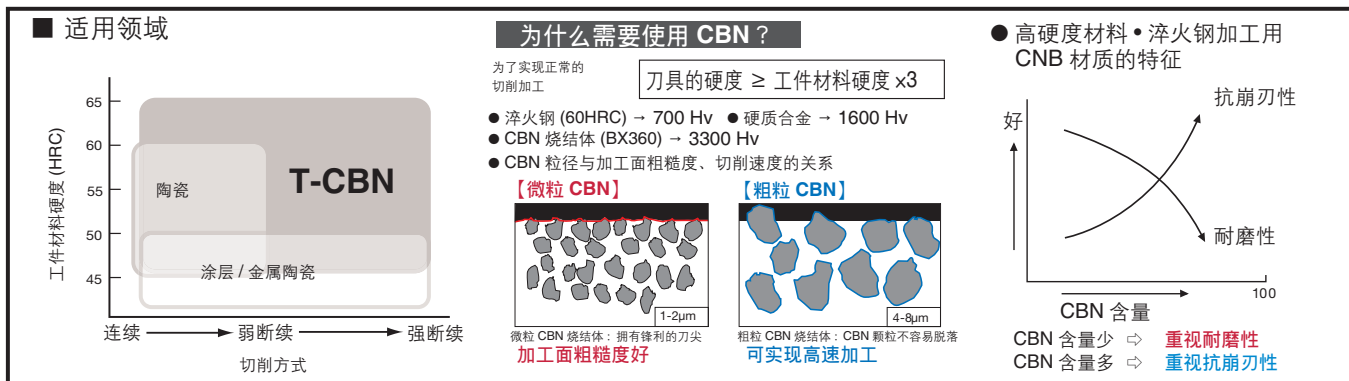 ■ 适用领域
工件材料硬度 (HRC)
65
60
55
50
45
陶瓷
T-CBN
涂层 / 金属陶瓷
连续 → 弱断续 → 强断续
切削方式
为什么需要使用 CBN？
为了实现正常的
切削加工
刀具的硬度 ≥ 工件材料硬度 x3
● 淬火钢 (60HRC) → 700 Hv ● 硬质合金 → 1600 Hv
● CBN 烧结体 (BX360) → 3300 Hv
● CBN 粒径与加工面粗糙度、切削速度的关系
【微粒 CBN】
1-2μm
微粒 CBN 烧结体：拥有锋利的刀尖
加工面粗糙度好
【粗粒 CBN】
4-8μm
粗粒 CBN 烧结体：CBN 颗粒不容易脱落
可实现高速加工
● 高硬度材料 • 淬火钢加工用
CNB 材质的特征
好
抗崩刃性
耐磨性
CBN 含量
100
CBN 含量少 ⇨ 重视耐磨性
CBN 含量多 ⇨ 重视抗崩刃性